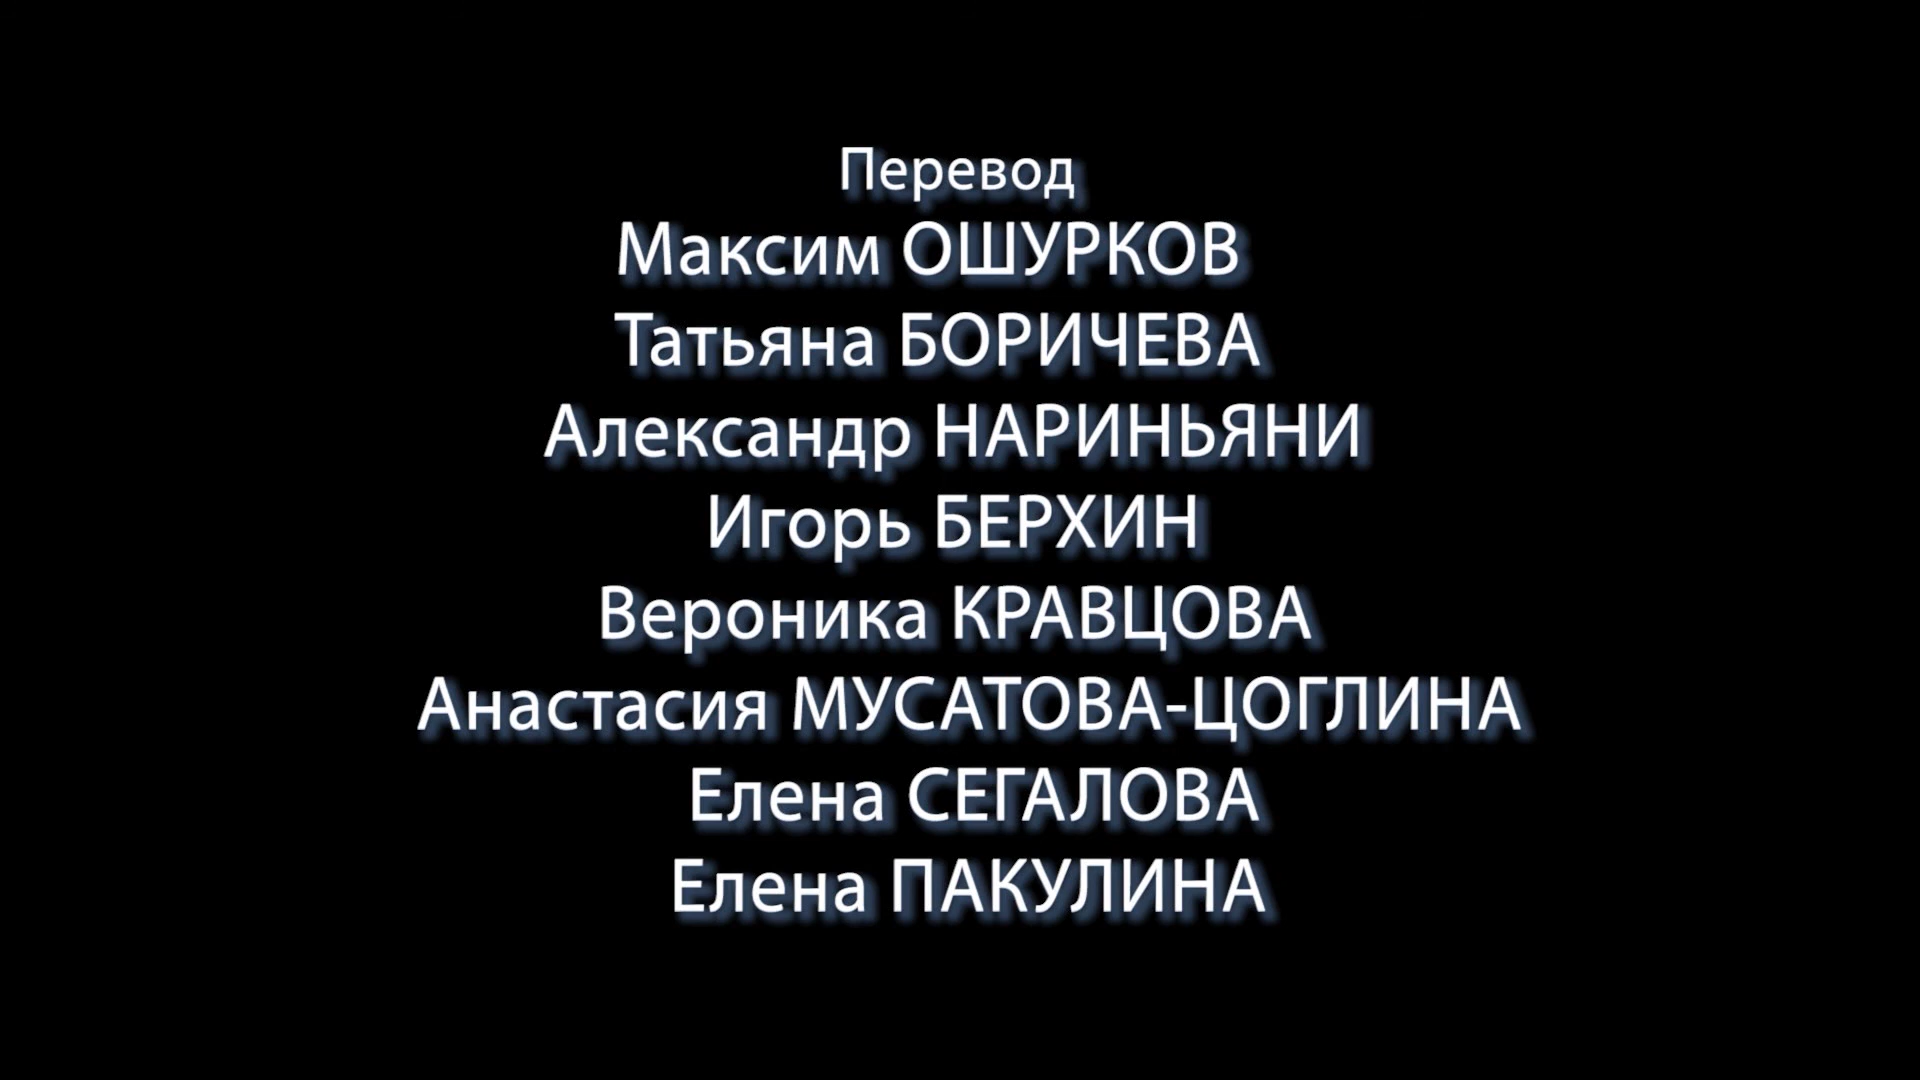 Перевод
Максим ОШУРКОВ
Татьяна БОРИЧЕВА
Александр НАРИНЬЯНИ
Игорь БЕРХИН
Вероника КРАВЦОВА
Анастасия МУСАТОВА-ЦОГЛИНА
Елена СЕГАЛОВА
Елена ПАКУЛИНА